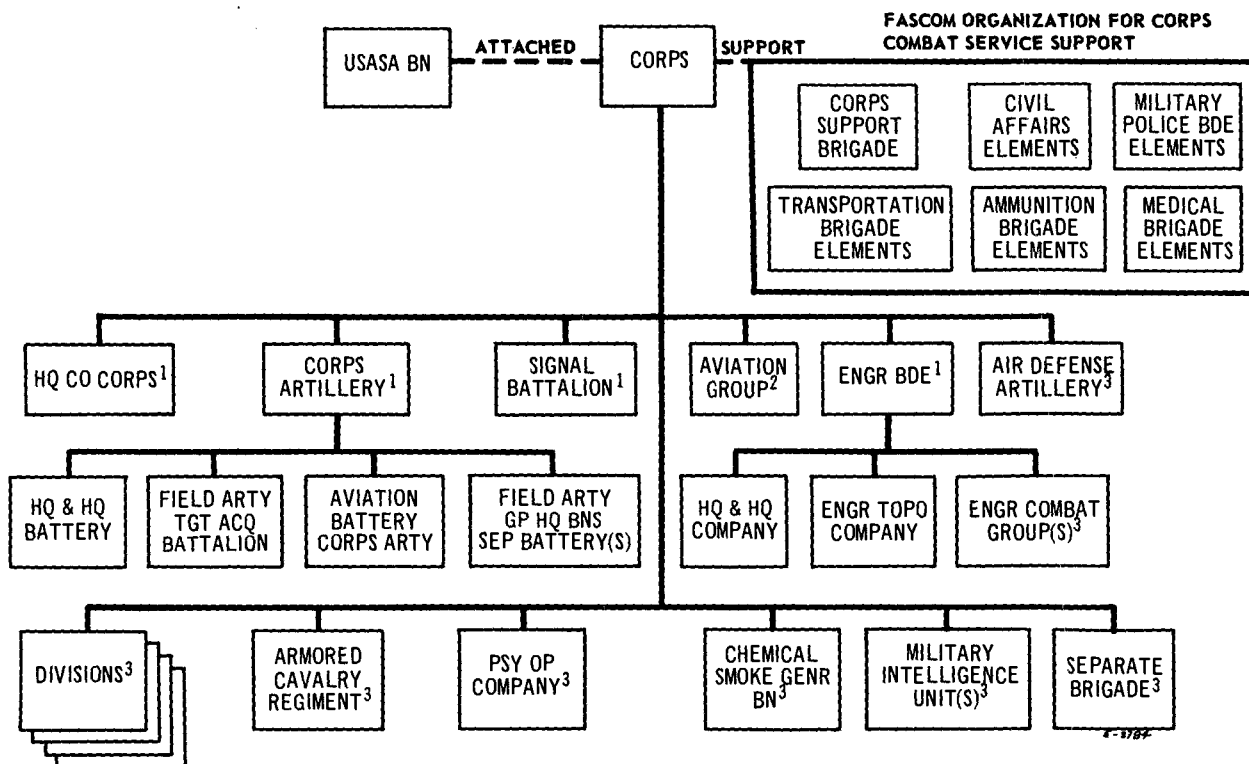 FASCOM ORGANIZATION FOR CORPS
COMBAT SERVICE SUPPORT
USASA BN
ATTACHED
CORPS
SUPPORT
CORPS
SUPPORT
BRIGADE
CIVIL
AFFAIRS
ELEMENTS
MILITARY
POLICE BDE
ELEMENTS
TRANSPORTATION
BRIGADE
ELEMENTS
AMMUNITION
BRIGADE
ELEMENTS
MEDICAL
BRIGADE
ELEMENTS
HQ CO CORPS¹
CORPS
ARTILLERY¹
SIGNAL
BATTALION¹
AVIATION
GROUP²
ENGR BDE¹
AIR DEFENSE
ARTILLERY³
HQ & HQ
BATTERY
FIELD ARTY
TGT ACQ
BATTALION
AVIATION
BATTERY
CORPS ARTY
FIELD ARTY
GP HQ BNS
SEP BATTERY(S)
HQ & HQ
COMPANY
ENGR TOPO
COMPANY
ENGR COMBAT
GROUP(S)³
DIVISIONS³
ARMORED
CAVALRY
REGIMENT³
PSY OP
COMPANY³
CHEMICAL
SMOKE GENR
BN³
MILITARY
INTELLIGENCE
UNIT(S)³
SEPARATE
BRIGADE³